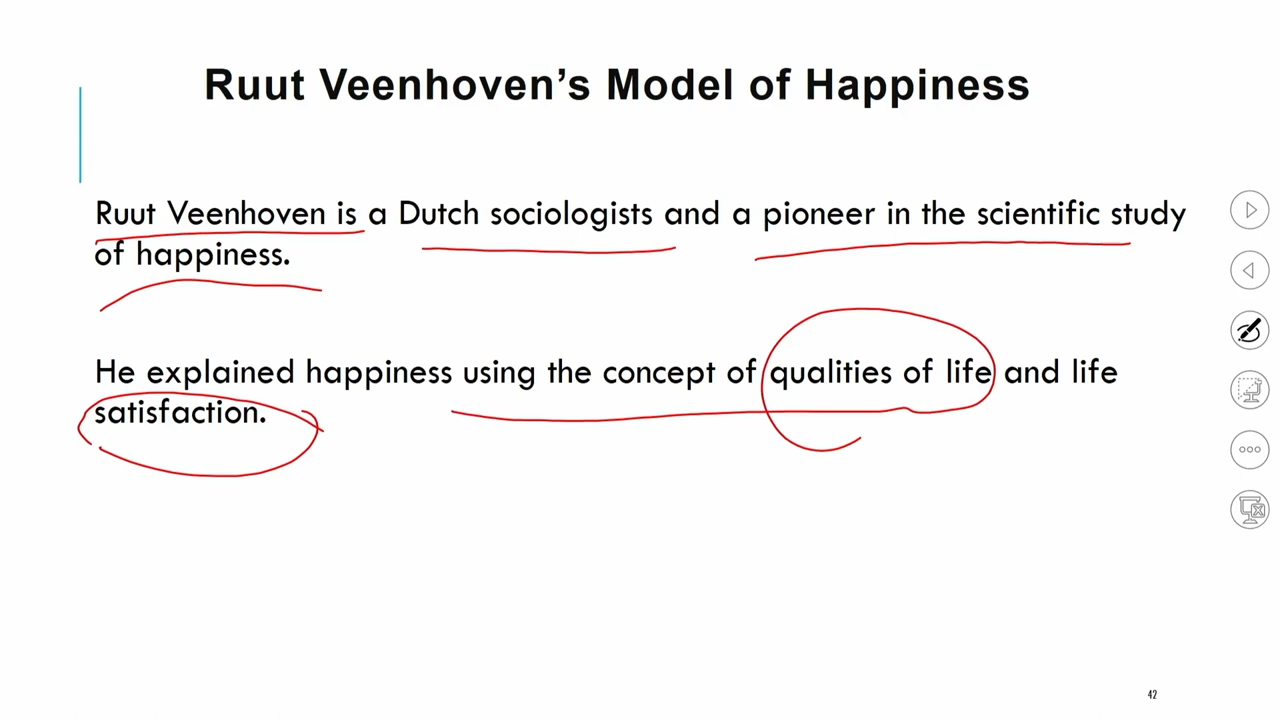 Ruut Veenhoven’s Model of Happiness
Ruut Veenhoven is a Dutch sociologists and a pioneer in the scientific study
of happiness.
He explained happiness using the concept of qualities of life and life
satisfaction.
42